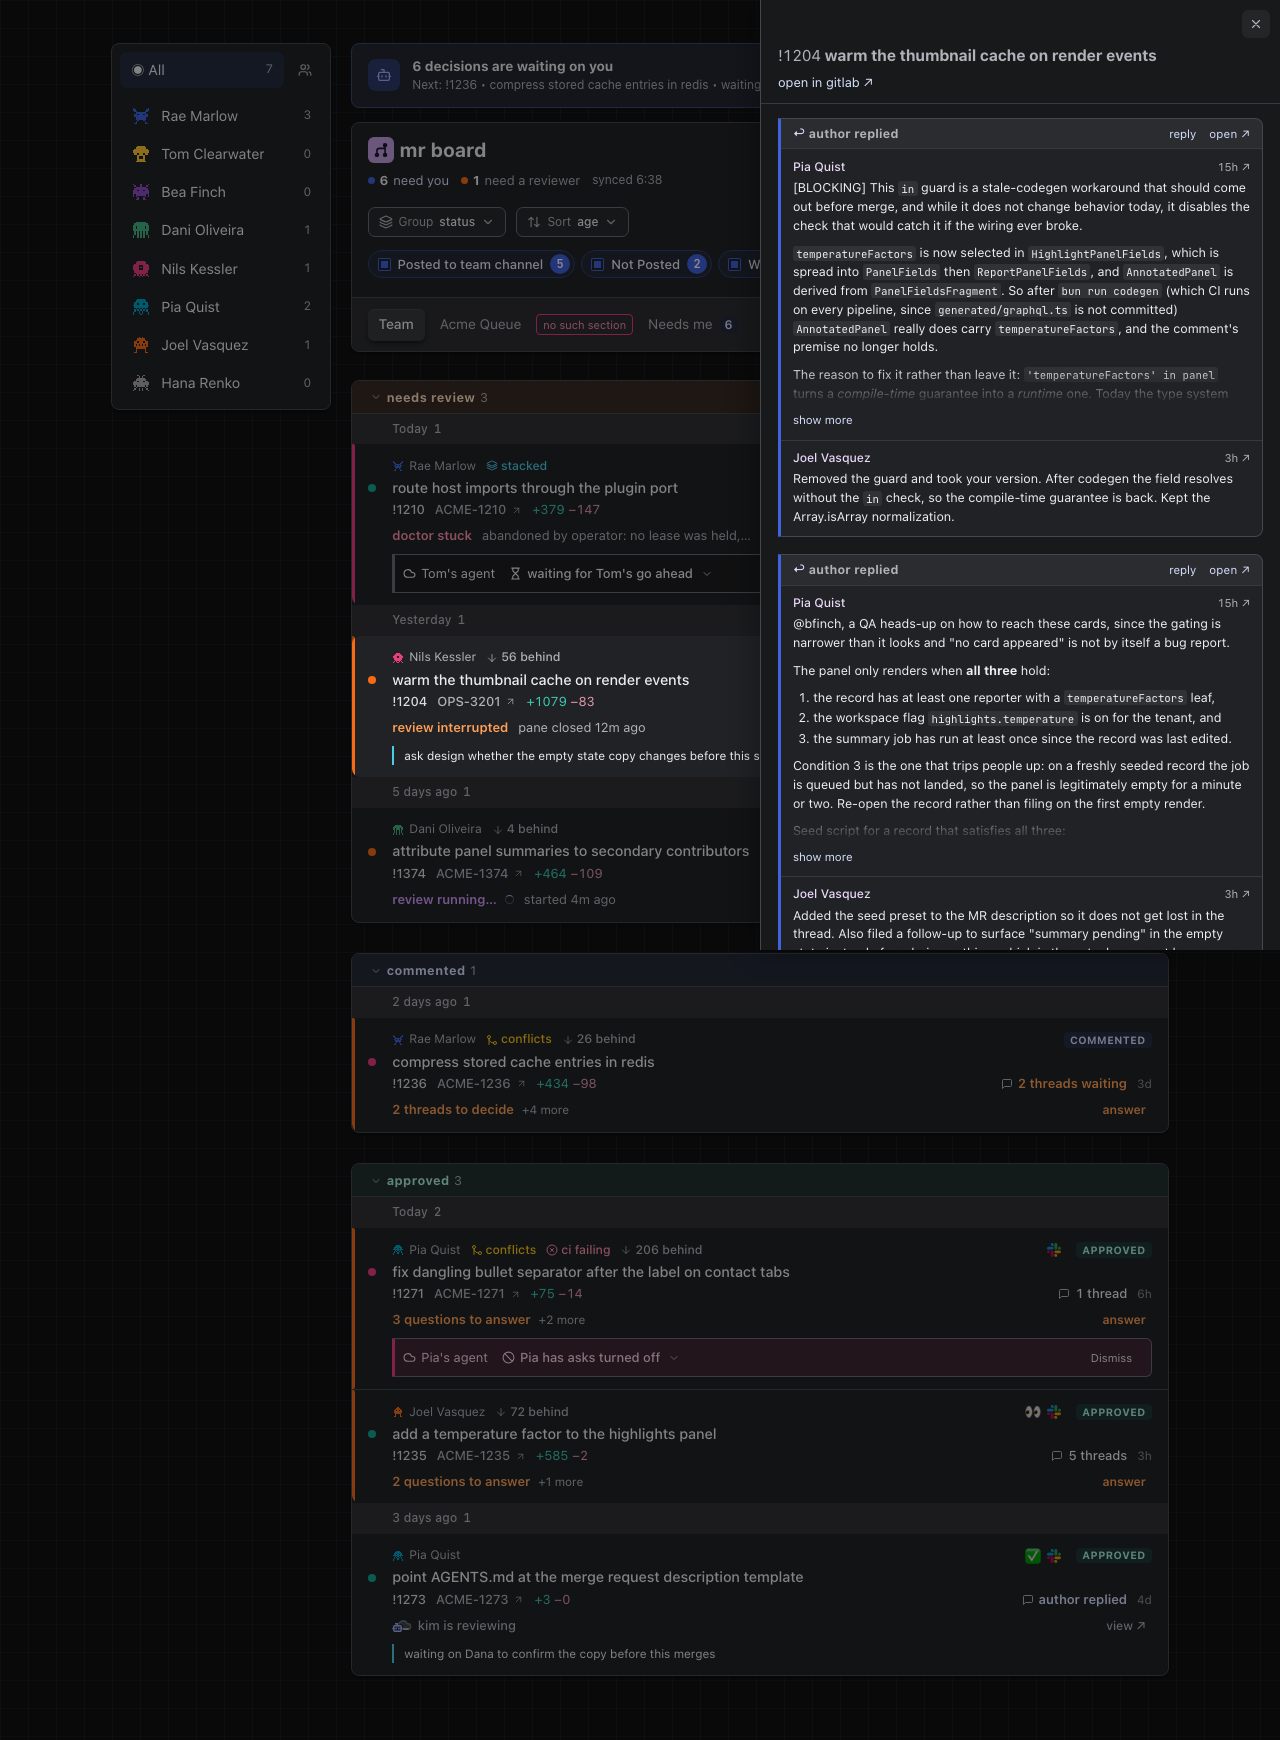 All 7
Rae Marlow 3
Tom Clearwater 0
Bea Finch 0
Dani Oliveira 1
Nils Kessler 1
Pia Quist 2
Joel Vasquez 1
Hana Renko 0
6 decisions are waiting on you
Next: !1236 • compress stored cache entries in redis • waiting
mr board
6 need you 1 need a reviewer synced 6:38
Group status Sort age
Posted to team channel 5 Not Posted 2 W
Team Acme Queue no such section Needs me 6
needs review 3
Today 1
Rae Marlow stacked
route host imports through the plugin port
!1210 ACME-1210 ↗ +379 −147
doctor stuck abandoned by operator: no lease was held,...
Tom's agent waiting for Tom's go ahead
Yesterday 1
Nils Kessler ↓ 56 behind
warm the thumbnail cache on render events
!1204 OPS-3201 ↗ +1079 −83
review interrupted pane closed 12m ago
ask design whether the empty state copy changes before this s
5 days ago 1
Dani Oliveira ↓ 4 behind
attribute panel summaries to secondary contributors
!1374 ACME-1374 ↗ +464 −109
review running... started 4m ago
commented 1
2 days ago 1
Rae Marlow conflicts ↓ 26 behind COMMENTED
compress stored cache entries in redis
!1236 ACME-1236 ↗ +434 −98 2 threads waiting 3d
2 threads to decide +4 more answer
approved 3
Today 2
Pia Quist conflicts ci failing ↓ 206 behind APPROVED
fix dangling bullet separator after the label on contact tabs
!1271 ACME-1271 ↗ +75 −14 1 thread 6h
3 questions to answer +2 more answer
Pia's agent Pia has asks turned off Dismiss
Joel Vasquez ↓ 72 behind APPROVED
add a temperature factor to the highlights panel
!1235 ACME-1235 ↗ +585 −2 5 threads 3h
2 questions to answer +1 more answer
3 days ago 1
Pia Quist APPROVED
point AGENTS.md at the merge request description template
!1273 ACME-1273 ↗ +3 −0 author replied 4d
kim is reviewing view ↗
waiting on Dana to confirm the copy before this merges
!1204 warm the thumbnail cache on render events
open in gitlab ↗
author replied reply open ↗
Pia Quist 15h ↗
[BLOCKING] This in guard is a stale-codegen workaround that should come
out before merge, and while it does not change behavior today, it disables the
check that would catch it if the wiring ever broke.
temperatureFactors is now selected in HighlightPanelFields, which is
spread into PanelFields then ReportPanelFields, and AnnotatedPanel is
derived from PanelFieldsFragment. So after bun run codegen (which CI runs
on every pipeline, since generated/graphql.ts is not committed)
AnnotatedPanel really does carry temperatureFactors, and the comment's
premise no longer holds.
The reason to fix it rather than leave it: 'temperatureFactors' in panel
turns a compile-time guarantee into a runtime one. Today the type system
show more
Joel Vasquez 3h ↗
Removed the guard and took your version. After codegen the field resolves
without the in check, so the compile-time guarantee is back. Kept the
Array.isArray normalization.
author replied reply open ↗
Pia Quist 15h ↗
@bfinch, a QA heads-up on how to reach these cards, since the gating is
narrower than it looks and "no card appeared" is not by itself a bug report.
The panel only renders when all three hold:
1. the record has at least one reporter with a temperatureFactors leaf,
2. the workspace flag highlights.temperature is on for the tenant, and
3. the summary job has run at least once since the record was last edited.
Condition 3 is the one that trips people up: on a freshly seeded record the job
is queued but has not landed, so the panel is legitimately empty for a minute
or two. Re-open the record rather than filing on the first empty render.
Seed script for a record that satisfies all three:
show more
Joel Vasquez 3h ↗
Added the seed preset to the MR description so it does not get lost in the
thread. Also filed a follow-up to surface "summary pending" in the empty